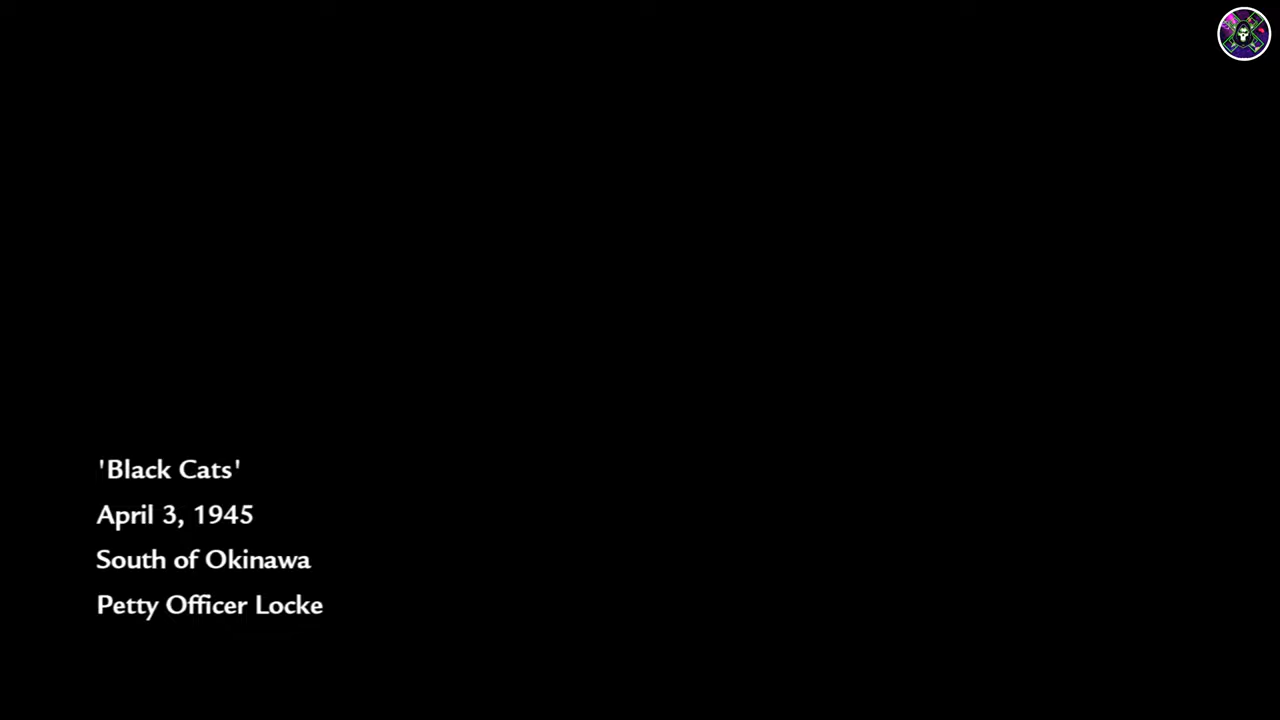 'Black Cats'
April 3, 1945
South of Okinawa
Petty Officer Locke